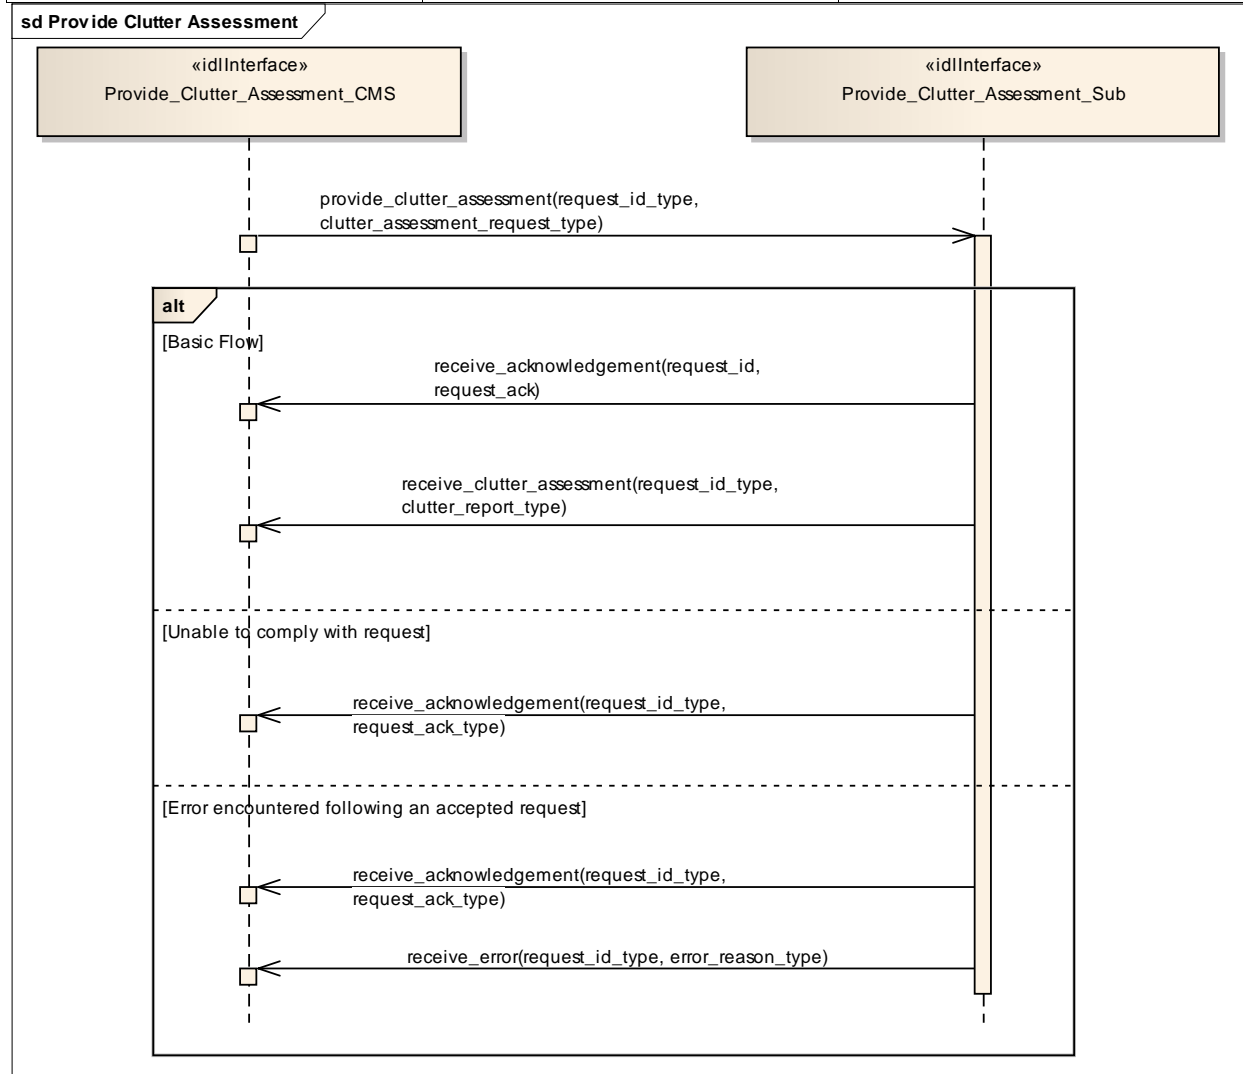 sd Provide Clutter Assessment
«idlInterface»
Provide_Clutter_Assessment_CMS
«idlInterface»
Provide_Clutter_Assessment_Sub
provide_clutter_assessment(request_id_type,
clutter_assessment_request_type)
alt
[Basic Flow]
receive_acknowledgement(request_id,
request_ack)
receive_clutter_assessment(request_id_type,
clutter_report_type)
[Unable to comply with request]
receive_acknowledgement(request_id_type,
request_ack_type)
[Error encountered following an accepted request]
receive_acknowledgement(request_id_type,
request_ack_type)
receive_error(request_id_type, error_reason_type)